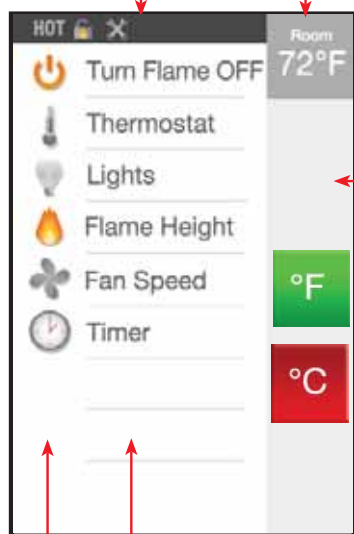 HOT
Room
72°F
Turn Flame OFF
Thermostat
Lights
Flame Height
Fan Speed
Timer
°F
°C